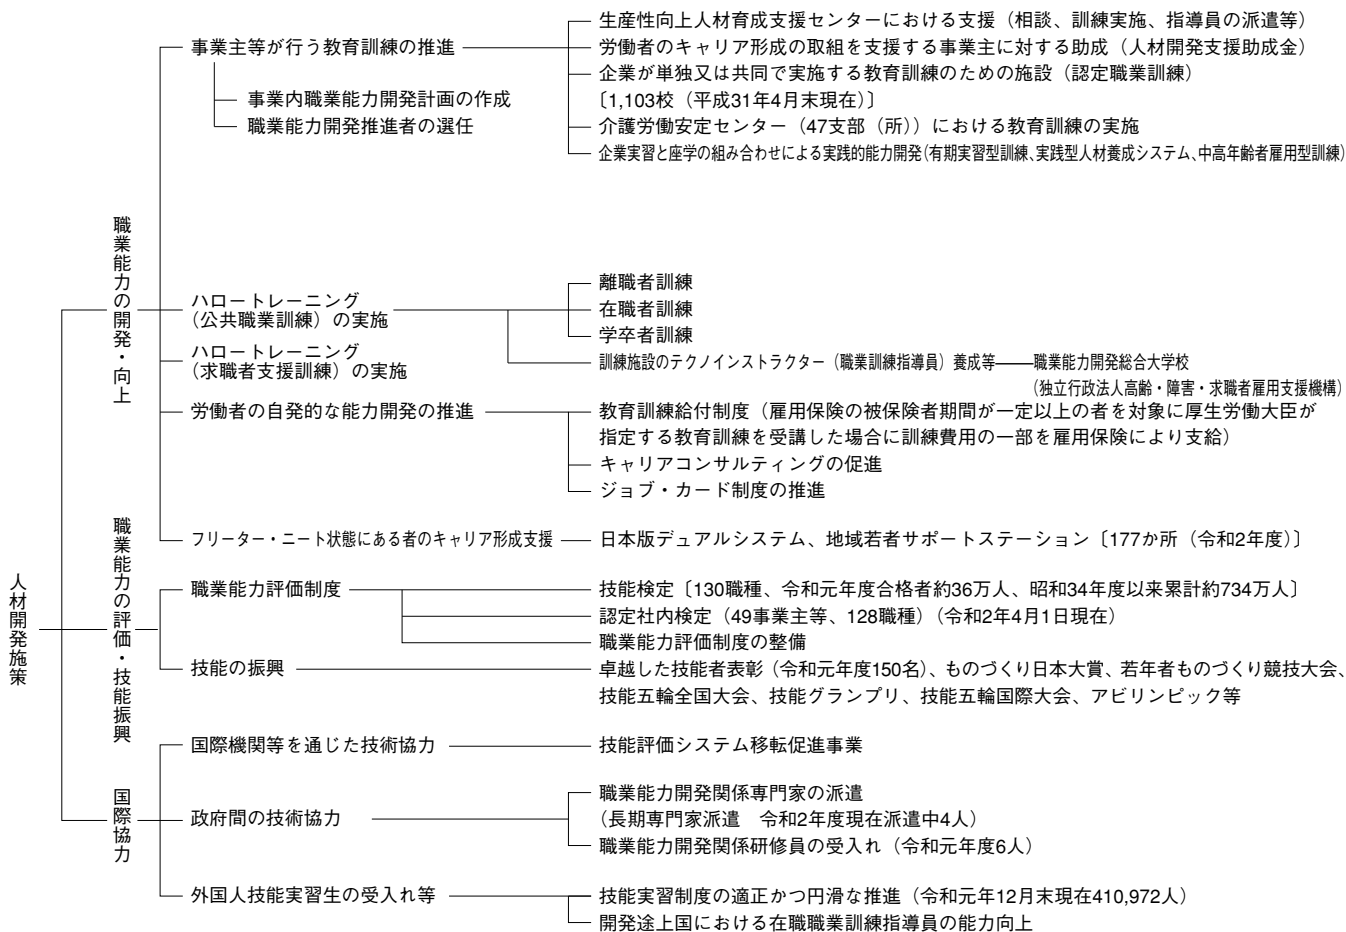 人材開発施策
職業能力の開発・向上
事業主等が行う教育訓練の推進
事業内職業能力開発計画の作成
職業能力開発推進者の選任
生産性向上人材育成支援センターにおける支援（相談、訓練実施、指導員の派遣等）
労働者のキャリア形成の取組を支援する事業主に対する助成（人材開発支援助成金）
企業が単独又は共同で実施する教育訓練のための施設（認定職業訓練）
〔1,103校（平成31年4月末現在）〕
介護労働安定センター（47支部（所））における教育訓練の実施
企業実習と座学の組み合わせによる実践的能力開発（有期実習型訓練、実践型人材養成システム、中高年齢者雇用型訓練）
ハロートレーニング
（公共職業訓練）の実施
離職者訓練
在職者訓練
学卒者訓練
訓練施設のテクノインストラクター（職業訓練指導員）養成等
職業能力開発総合大学校
（独立行政法人高齢・障害・求職者雇用支援機構）
ハロートレーニング
（求職者支援訓練）の実施
労働者の自発的な能力開発の推進
教育訓練給付制度（雇用保険の被保険者期間が一定以上の者を対象に厚生労働大臣が
指定する教育訓練を受講した場合に訓練費用の一部を雇用保険により支給）
キャリアコンサルティングの促進
ジョブ・カード制度の推進
フリーター・ニート状態にある者のキャリア形成支援
日本版デュアルシステム、地域若者サポートステーション〔177か所（令和2年度）〕
職業能力の評価・技能振興
職業能力評価制度
技能検定〔130職種、令和元年度合格者約36万人、昭和34年度以来累計約734万人〕
認定社内検定（49事業主等、128職種）（令和2年4月1日現在）
職業能力評価制度の整備
技能の振興
卓越した技能者表彰（令和元年度150名）、ものづくり日本大賞、若年者ものづくり競技大会、
技能五輪全国大会、技能グランプリ、技能五輪国際大会、アビリンピック等
国際協力
国際機関等を通じた技術協力
技能評価システム移転促進事業
政府間の技術協力
職業能力開発関係専門家の派遣
（長期専門家派遣　令和2年度現在派遣中4人）
職業能力開発関係研修員の受入れ（令和元年度6人）
外国人技能実習生の受入れ等
技能実習制度の適正かつ円滑な推進（令和元年12月末現在410,972人）
開発途上国における在職職業訓練指導員の能力向上